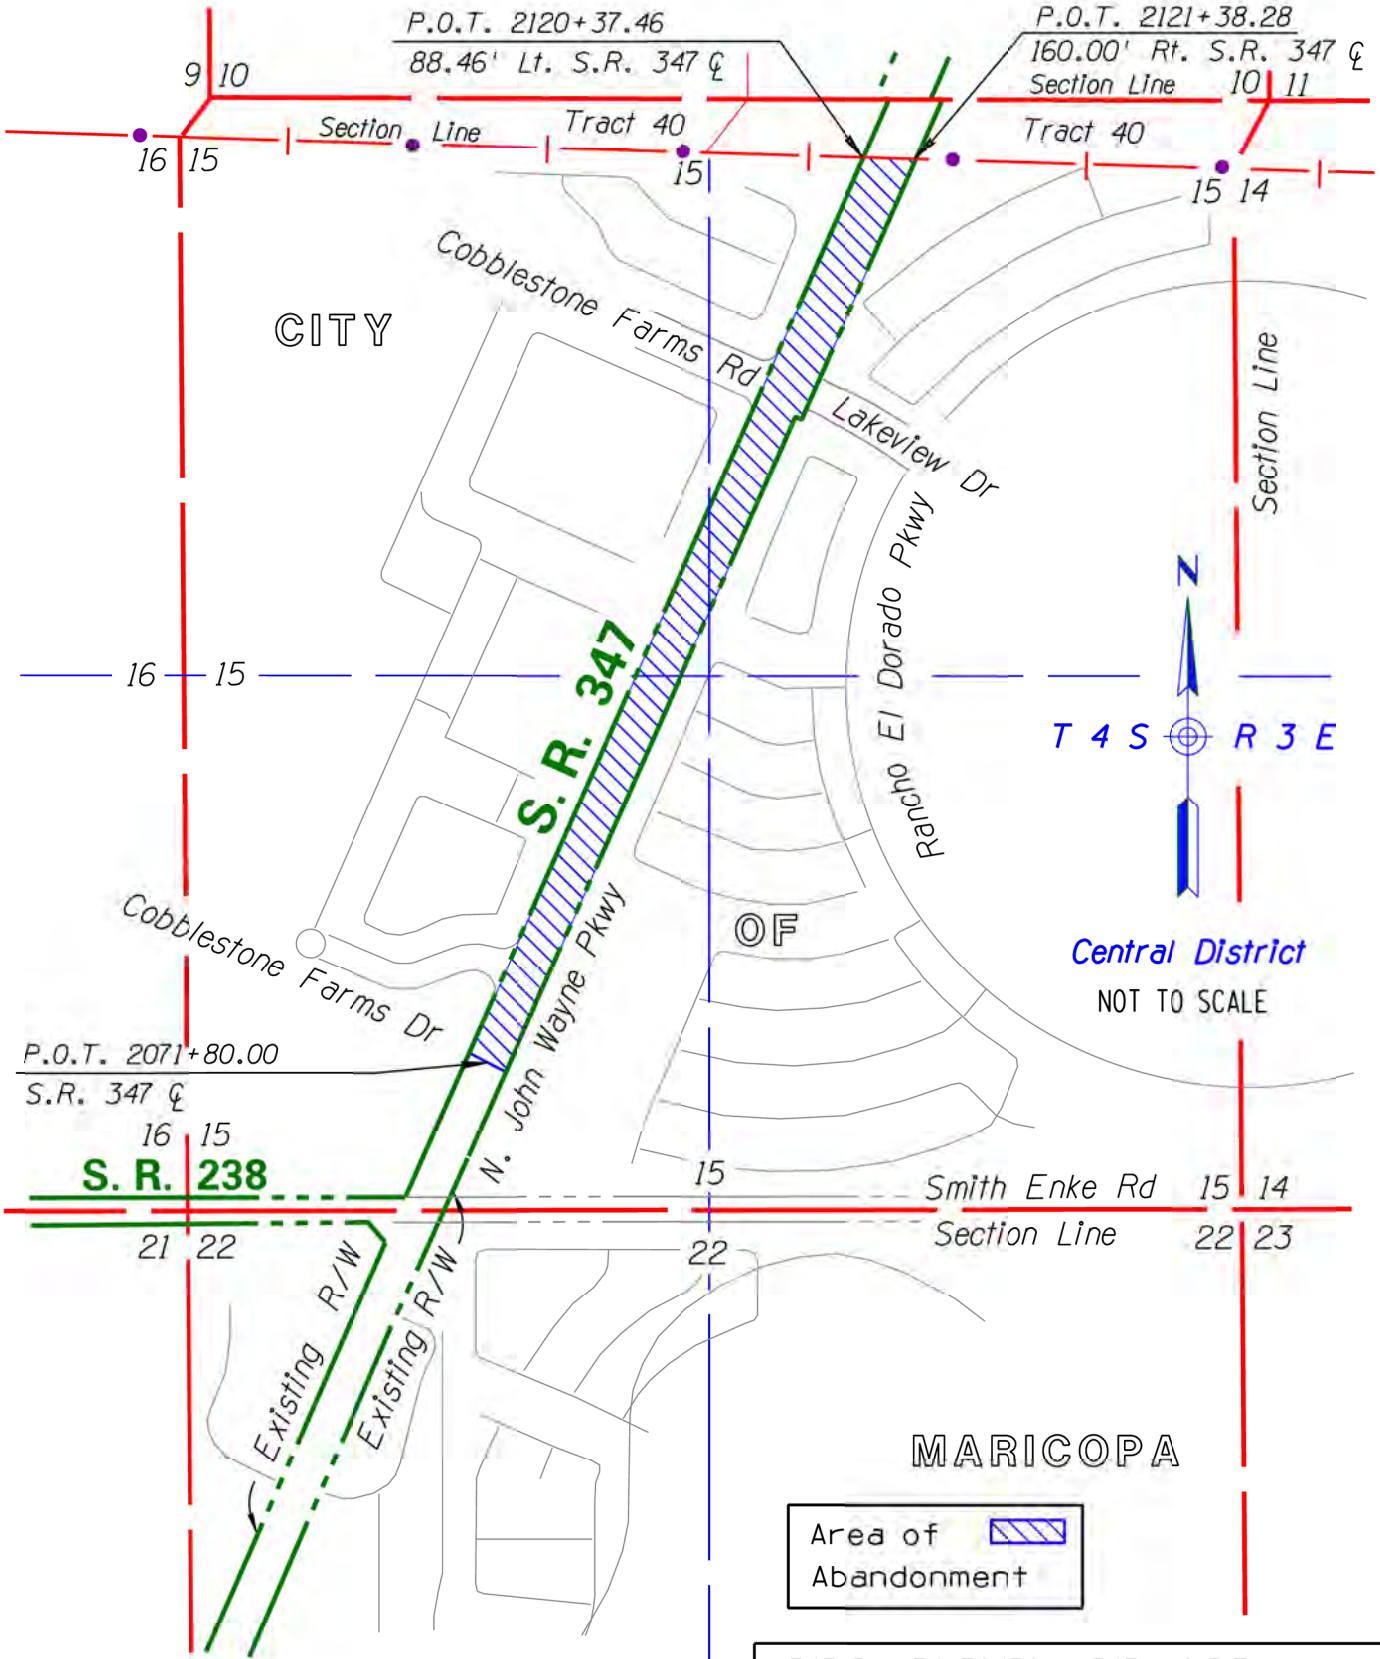 P.O.T. 2120+37.46
88.46' Lt. S.R. 347 ℄
P.O.T. 2121+38.28
160.00' Rt. S.R. 347 ℄
9 10
Section Line
10 11
Section Line
Tract 40
Tract 40
16 15
15
15 14
Cobblestone Farms Rd
CITY
Lakeview Dr
Section Line
Rancho El Dorado Pkwy
N
S. R. 347
16 15
T 4 S
R 3 E
Cobblestone Farms Dr
N. John Wayne Pkwy
OF
Central District
NOT TO SCALE
P.O.T. 2071+80.00
S.R. 347 ℄
16 15
S. R. 238
15
Smith Enke Rd
15 14
21 22
22
Section Line
22 23
Existing R/W
Existing R/W
MARICOPA
Area of
Abandonment